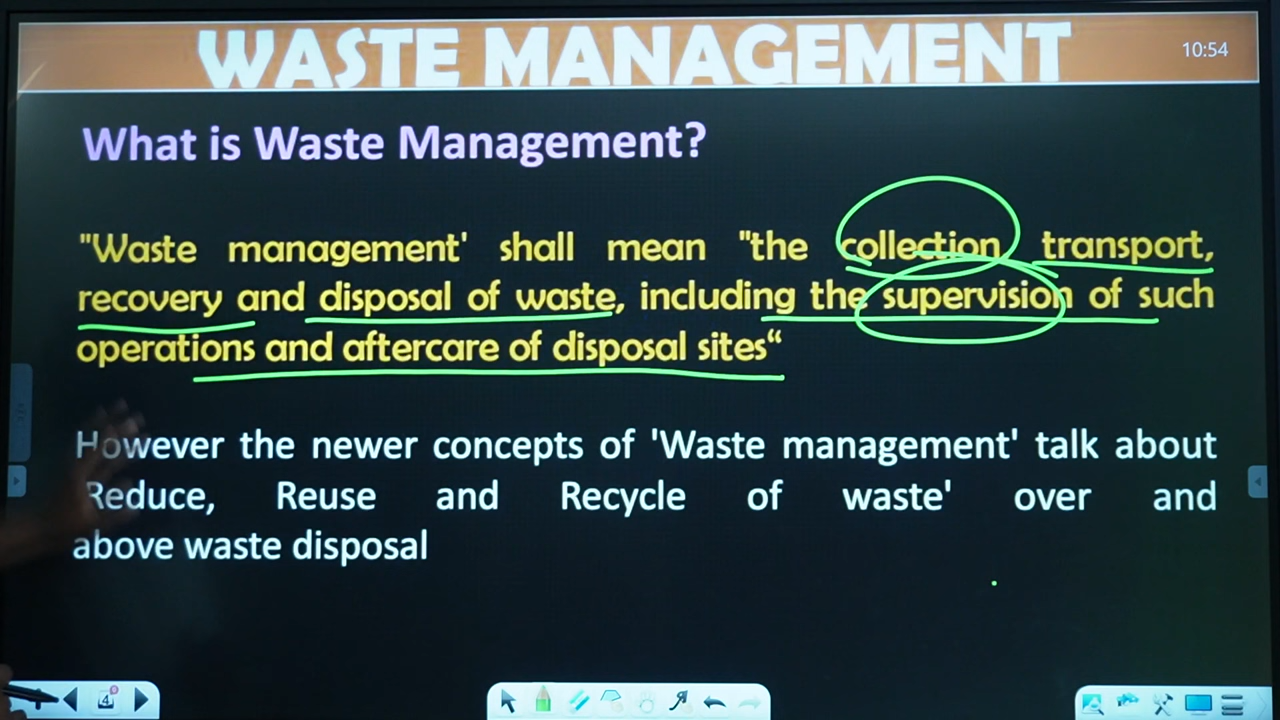 WASTE MANAGEMENT
10:54
What is Waste Management?
"Waste management' shall mean "the collection transport,
recovery and disposal of waste, including the supervision of such
operations and aftercare of disposal sites“
However the newer concepts of 'Waste management' talk about
Reduce, Reuse and Recycle of waste' over and
above waste disposal
4